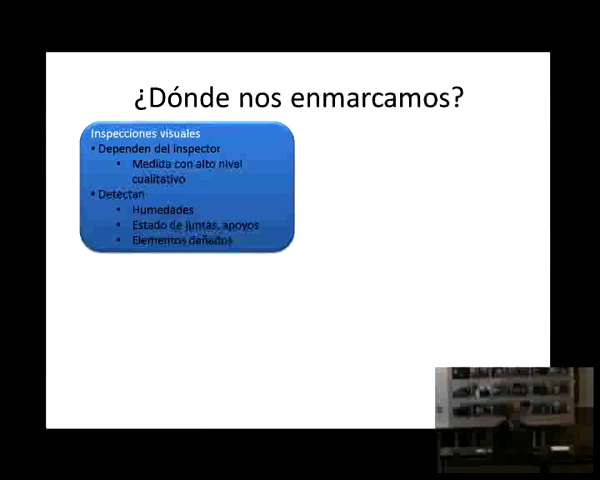 ¿Dónde nos enmarcamos?
Inspecciones visuales
• Dependen del inspector
• Medida con alto nivel
cualitativo
• Detectan
• Humedades
• Estado de juntas, apoyos
• Elementos dañados